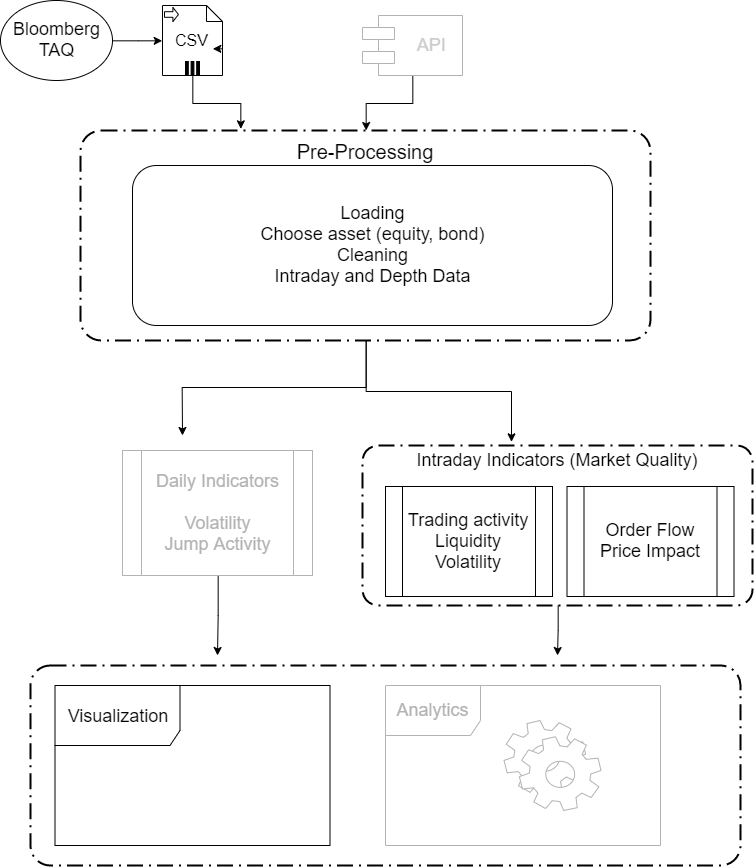 Bloomberg
TAQ
CSV
API
Pre-Processing
Loading
Choose asset (equity, bond)
Cleaning
Intraday and Depth Data
Daily Indicators
Volatility
Jump Activity
Intraday Indicators (Market Quality)
Trading activity
Liquidity
Volatility
Order Flow
Price Impact
Visualization
Analytics